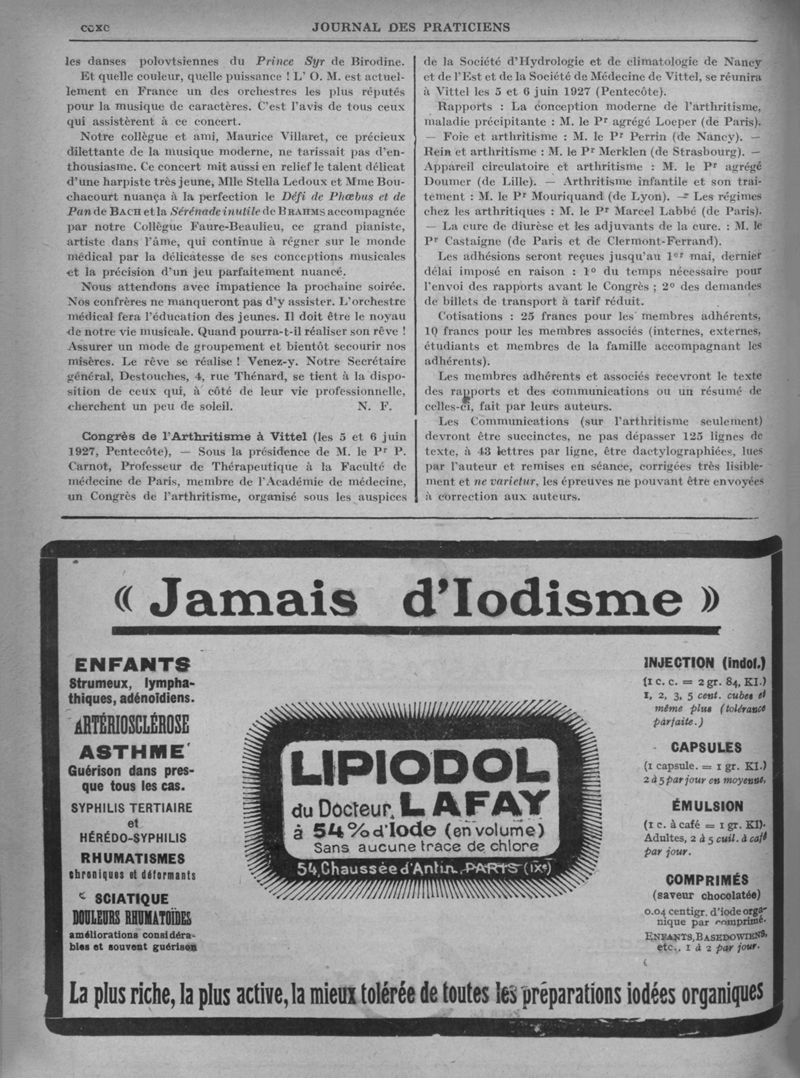 ccxc
JOURNAL DES PRATICIENS
les danses polovtsiennes du Prince Syr de Birodine.
Et quelle couleur, quelle puissance ! L' O. M. est actuel-
lement en France un des orchestres les plus réputés
pour la musique de caractères. C'est l'avis de tous ceux
qui assistèrent à ce concert.
Notre collègue et ami, Maurice Villaret, ce précieux
dilettante de la musique moderne, ne tarissait pas d'en-
thousiasme. Ce concert mit aussi en relief le talent délicat
d'une harpiste très jeune, Mlle Stella Ledoux et Mme Bou-
chacourt nuança à la perfection le Défi de Phœbus et de
Pan de BACH et la Sérénade inutile de BRAHMS accompagnée
par notre Collègue Faure-Beaulieu, ce grand pianiste,
artiste dans l'âme, qui continue à régner sur le monde
médical par la délicatesse de ses conceptions musicales
et la précision d'un jeu parfaitement nuancé.
Nous attendons avec impatience la prochaine soirée.
Nos confrères ne manqueront pas d'y assister. L'orchestre
médical fera l'éducation des jeunes. Il doit être le noyau
de notre vie musicale. Quand pourra-t-il réaliser son rêve !
Assurer un mode de groupement et bientôt secourir nos
misères. Le rêve se réalise ! Venez-y. Notre Secrétaire
général, Destouches, 4, rue Thénard, se tient à la dispo-
sition de ceux qui, à côté de leur vie professionnelle,
cherchent un peu de soleil. N. F.
Congrès de l'Arthritisme à Vittel (les 5 et 6 juin
1927, Pentecôte), — Sous la présidence de M. le Pr P.
Carnot, Professeur de Thérapeutique à la Faculté de
médecine de Paris, membre de l'Académie de médecine,
un Congrès de l'arthritisme, organisé sous les auspices
de la Société d'Hydrologie et de climatologie de Nancy
et de l'Est et de la Société de Médecine de Vittel, se réunira
à Vittel les 5 et 6 juin 1927 (Pentecôte).
Rapports : La conception moderne de l'arthritisme,
maladie précipitante : M. le Pr agrégé Loeper (de Paris).
— Foie et arthritisme : M. le Pr Perrin (de Nancy). —
Rein et arthritisme : M. le Pr Merklen (de Strasbourg). —
Appareil circulatoire et arthritisme : M. le Pr agrégé
Doumer (de Lille). — Arthritisme infantile et son trai-
tement : M. le Pr Mouriquand (de Lyon). — Les régimes
chez les arthritiques : M. le Pr Marcel Labbé (de Paris).
— La cure de diurèse et les adjuvants de la cure. : M. le
Pr Castaigne (de Paris et de Clermont-Ferrand).
Les adhésions seront reçues jusqu'au 1er mai, dernier
délai imposé en raison : 1o du temps nécessaire pour
l'envoi des rapports avant le Congrès ; 2o des demandes
de billets de transport à tarif réduit.
Cotisations : 25 francs pour les membres adhérents,
10 francs pour les membres associés (internes, externes,
étudiants et membres de la famille accompagnant les
adhérents).
Les membres adhérents et associés recevront le texte
des rapports et des communications ou un résumé de
celles-ci, fait par leurs auteurs.
Les Communications (sur l'arthritisme seulement)
devront être succinctes, ne pas dépasser 125 lignes de
texte, à 43 lettres par ligne, être dactylographiées, lues
par l'auteur et remises en séance, corrigées très lisible-
ment et ne varietur, les épreuves ne pouvant être envoyées
à correction aux auteurs.
« Jamais d'Iodisme »
ENFANTS
Strumeux, lympha-
thiques, adénoïdiens.
ARTÉRIOSCLÉROSE
ASTHME
Guérison dans pres-
que tous les cas.
SYPHILIS TERTIAIRE
et
HÉRÉDO-SYPHILIS
RHUMATISMES
chroniques et déformants
SCIATIQUE
DOULEURS RHUMATOÏDES
améliorations considéra-
bles et souvent guérison
LIPIODOL
du Docteur LAFAY
à 54% d'Iode (en volume)
Sans aucune trace de chlore
54, Chaussée d'Antin, PARIS (IXe)
INJECTION (indol.)
(1 c. c. = 2 gr. 84, KI.)
1, 2, 3, 5 cent. cubes et
même plus (tolérance
parfaite.)
CAPSULES
(1 capsule. = 1 gr. KI.)
2 à 5 par jour en moyenne.
ÉMULSION
(1 c. à café = 1 gr. KI).
Adultes, 2 à 5 cuil. à café
par jour.
COMPRIMÉS
(saveur chocolatée)
0.04 centigr. d'iode orga-
nique par comprimé.
ENFANTS, BASEDOWIENS,
etc.. 1 à 2 par jour.
La plus riche, la plus active, la mieux tolérée de toutes les préparations iodées organiques